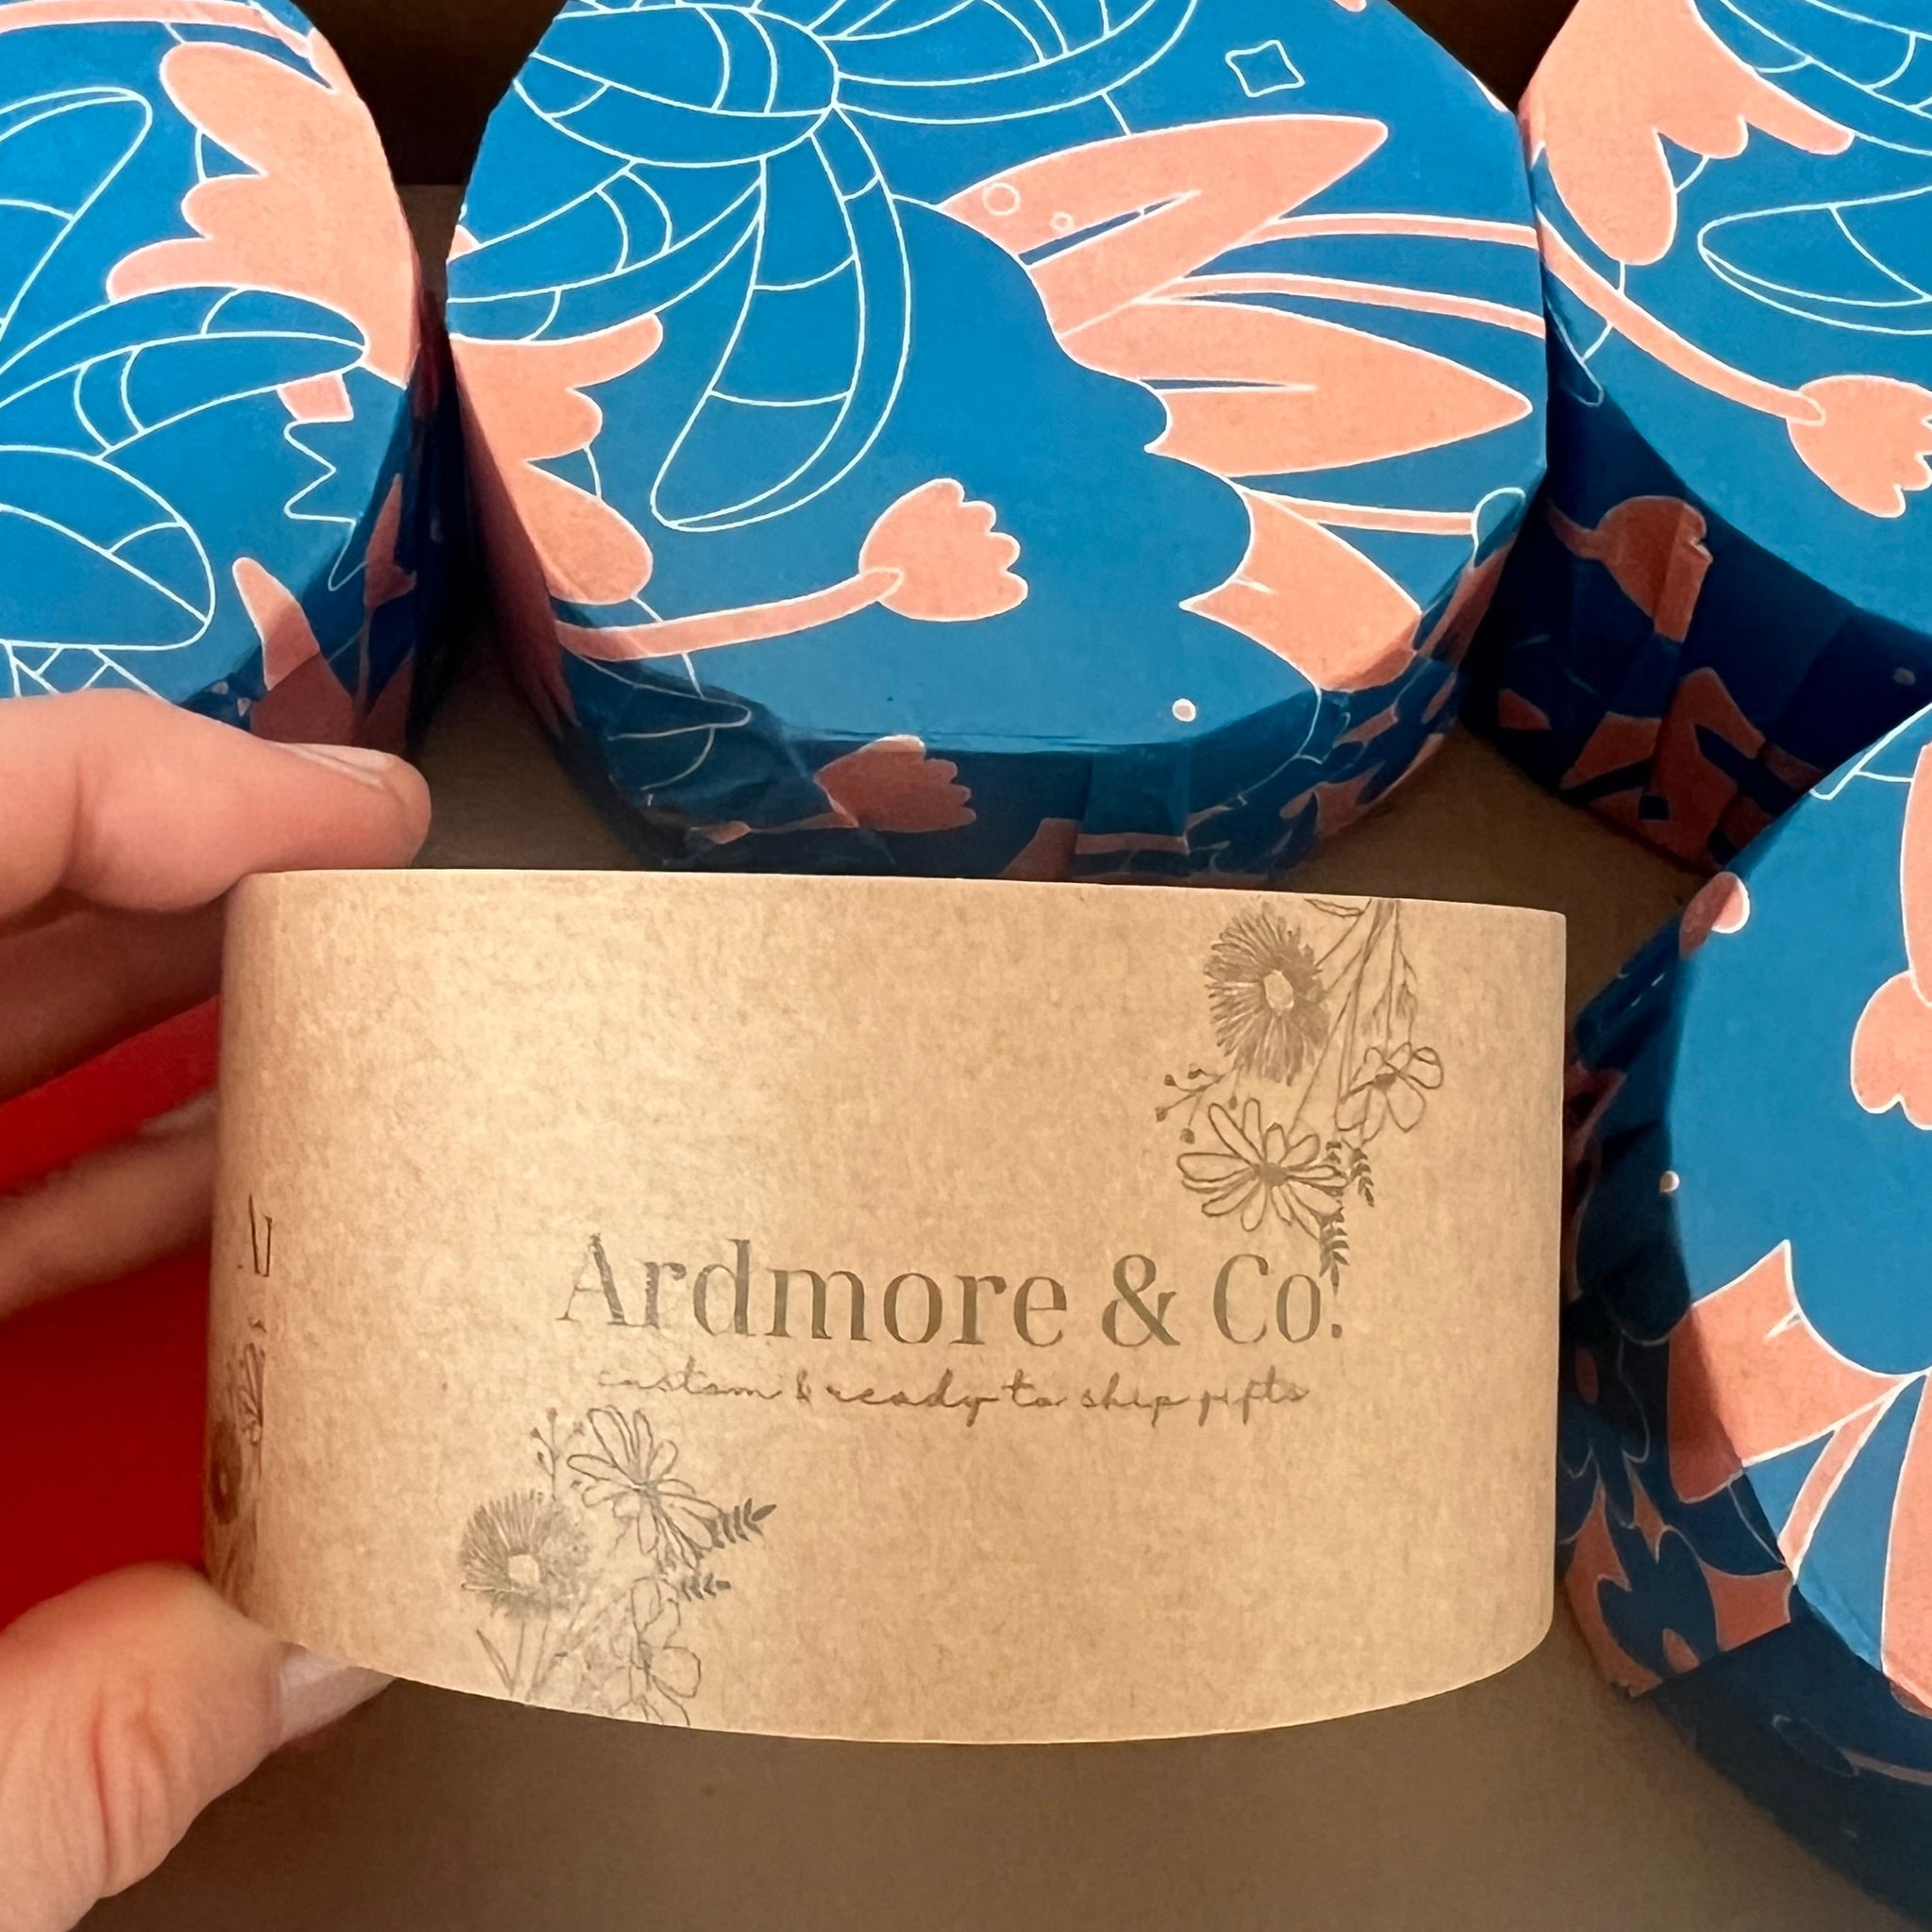 Ardmore & Co.
custom & ready to ship gifts